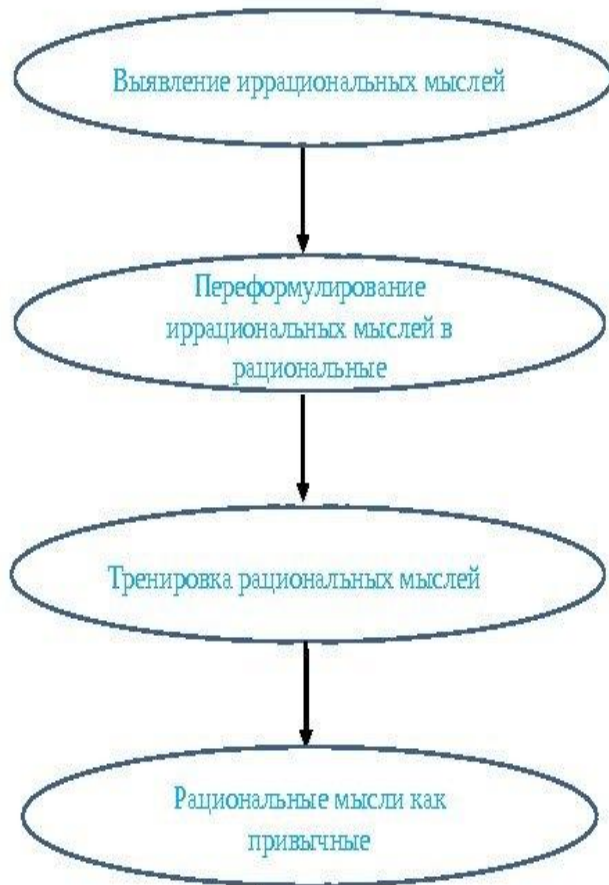 Выявление иррациональных мыслей
Переформулирование
иррациональных мыслей в
рациональные
Тренировка рациональных мыслей
Рациональные мысли как
привычные